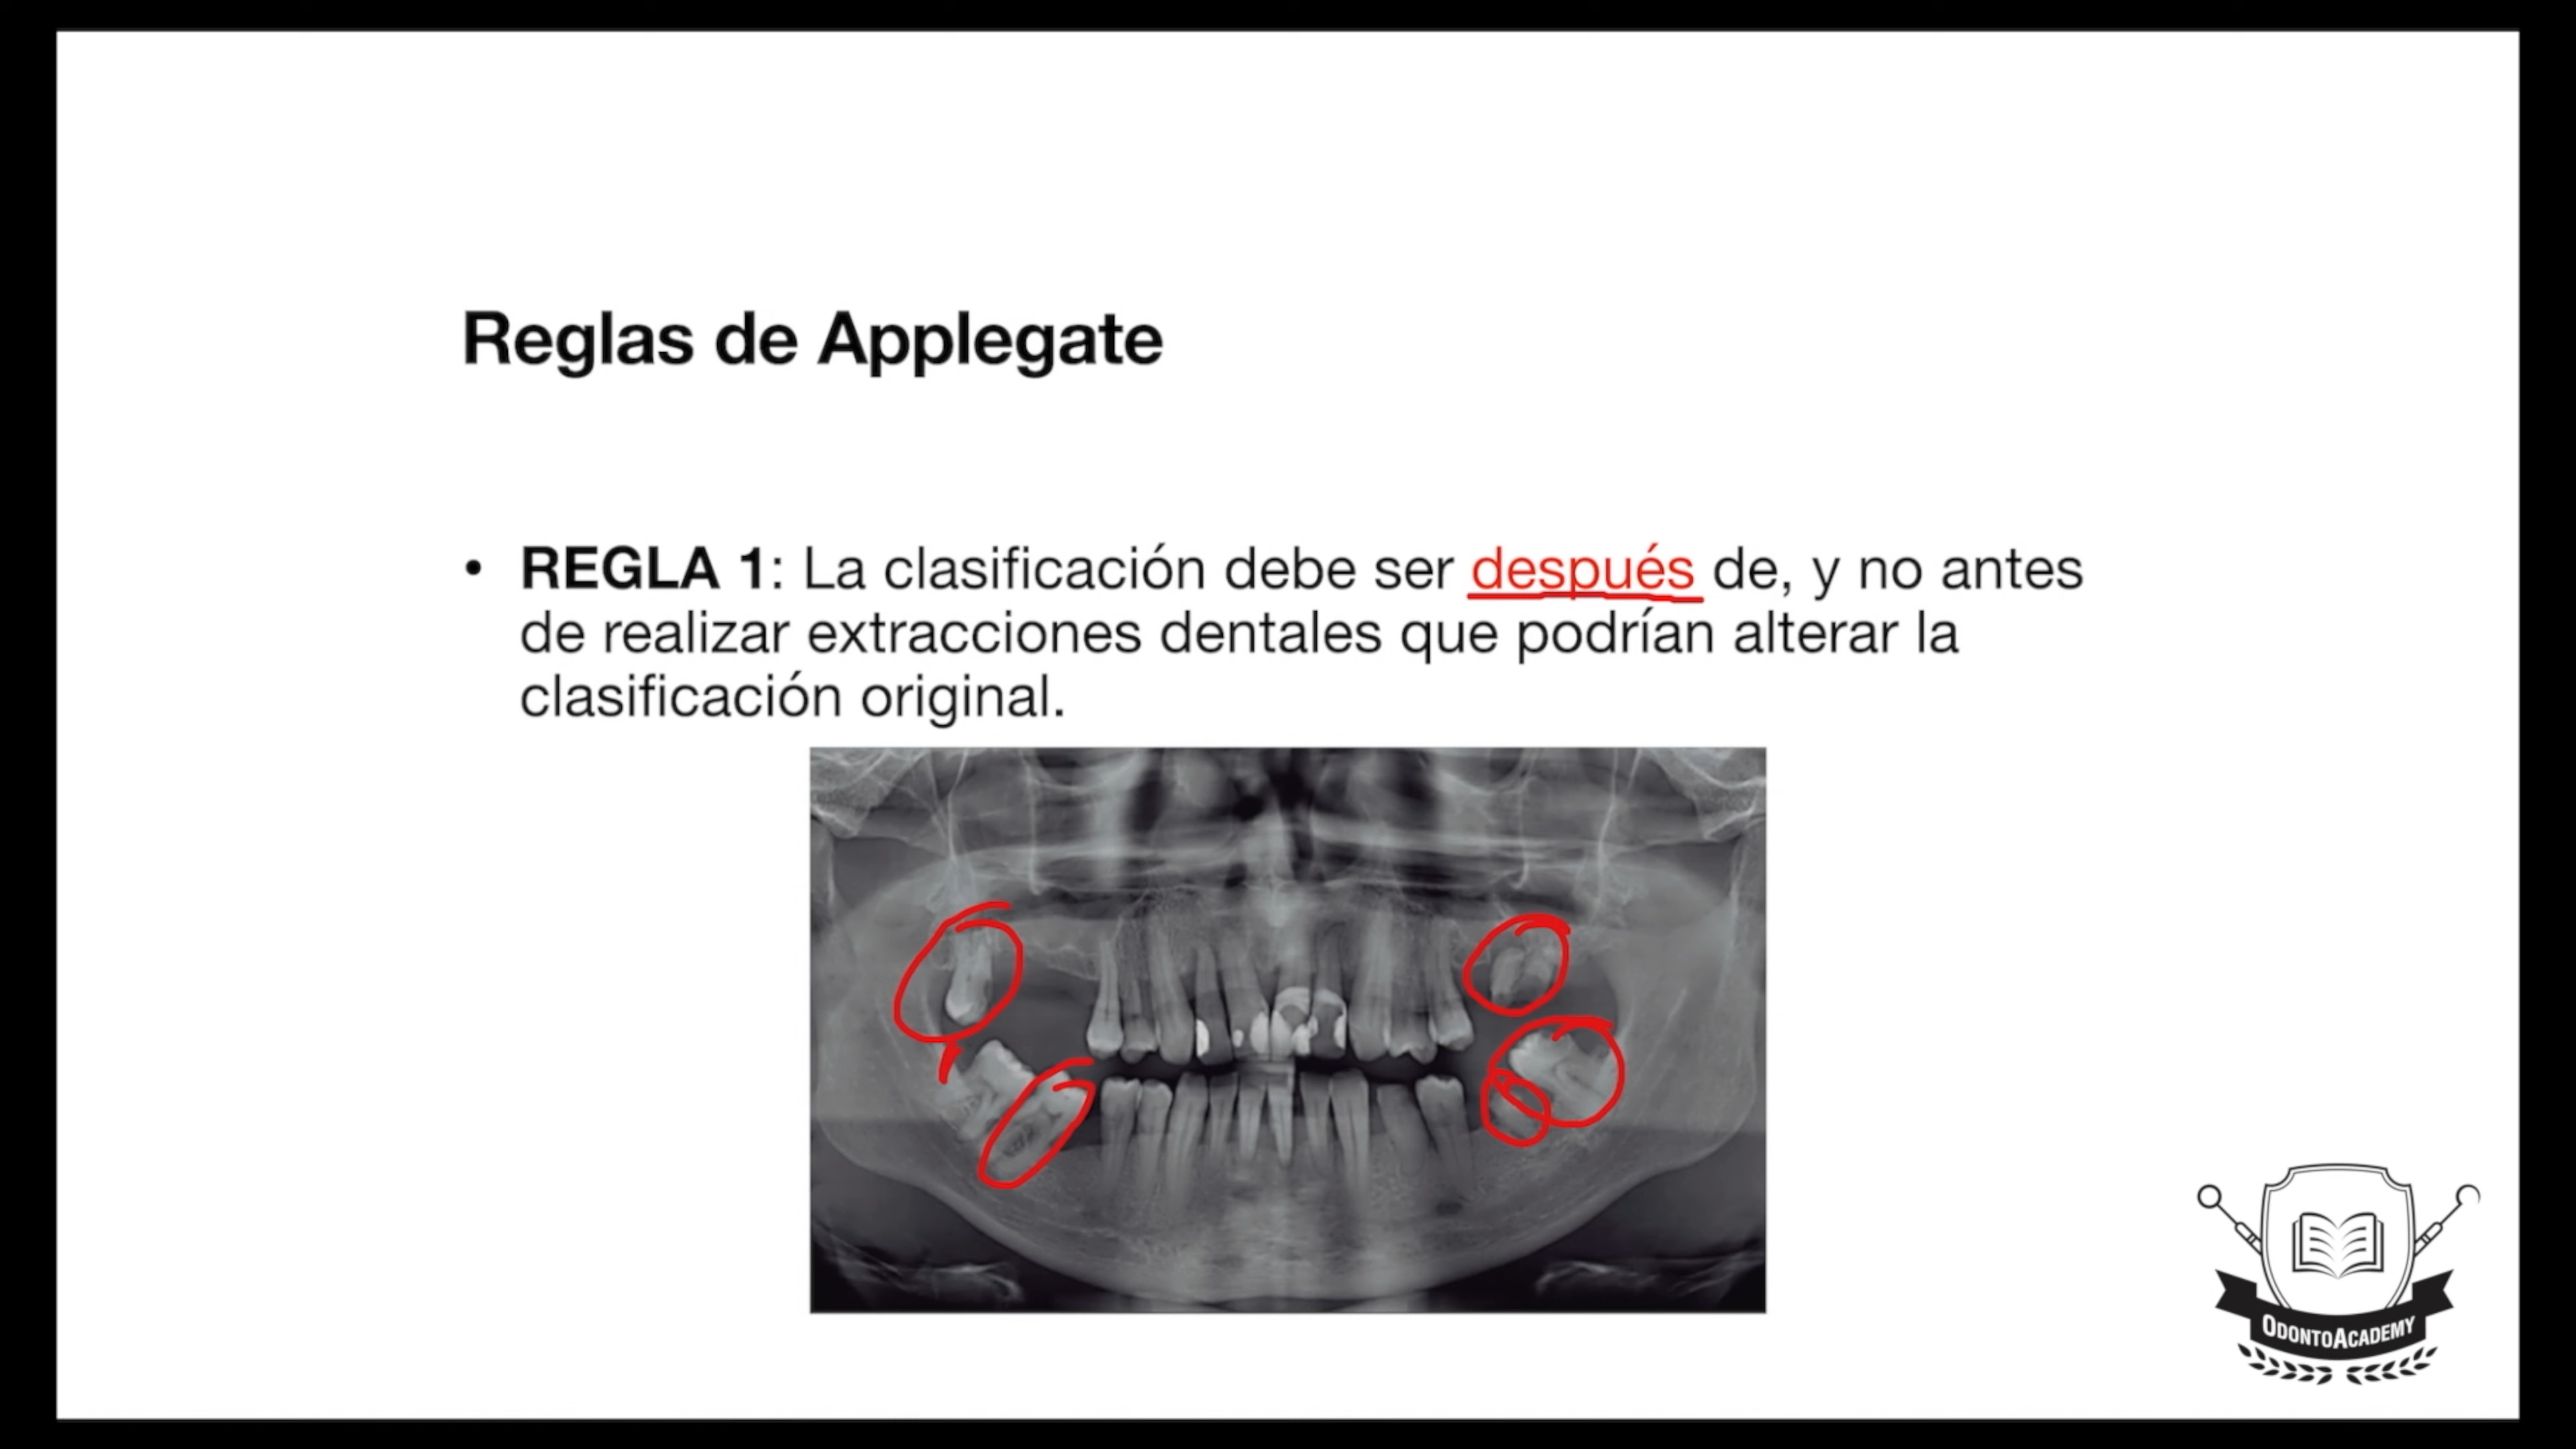 Reglas de Applegate
• REGLA 1: La clasificación debe ser después de, y no antes
de realizar extracciones dentales que podrían alterar la
clasificación original.
ODONTOACADEMY